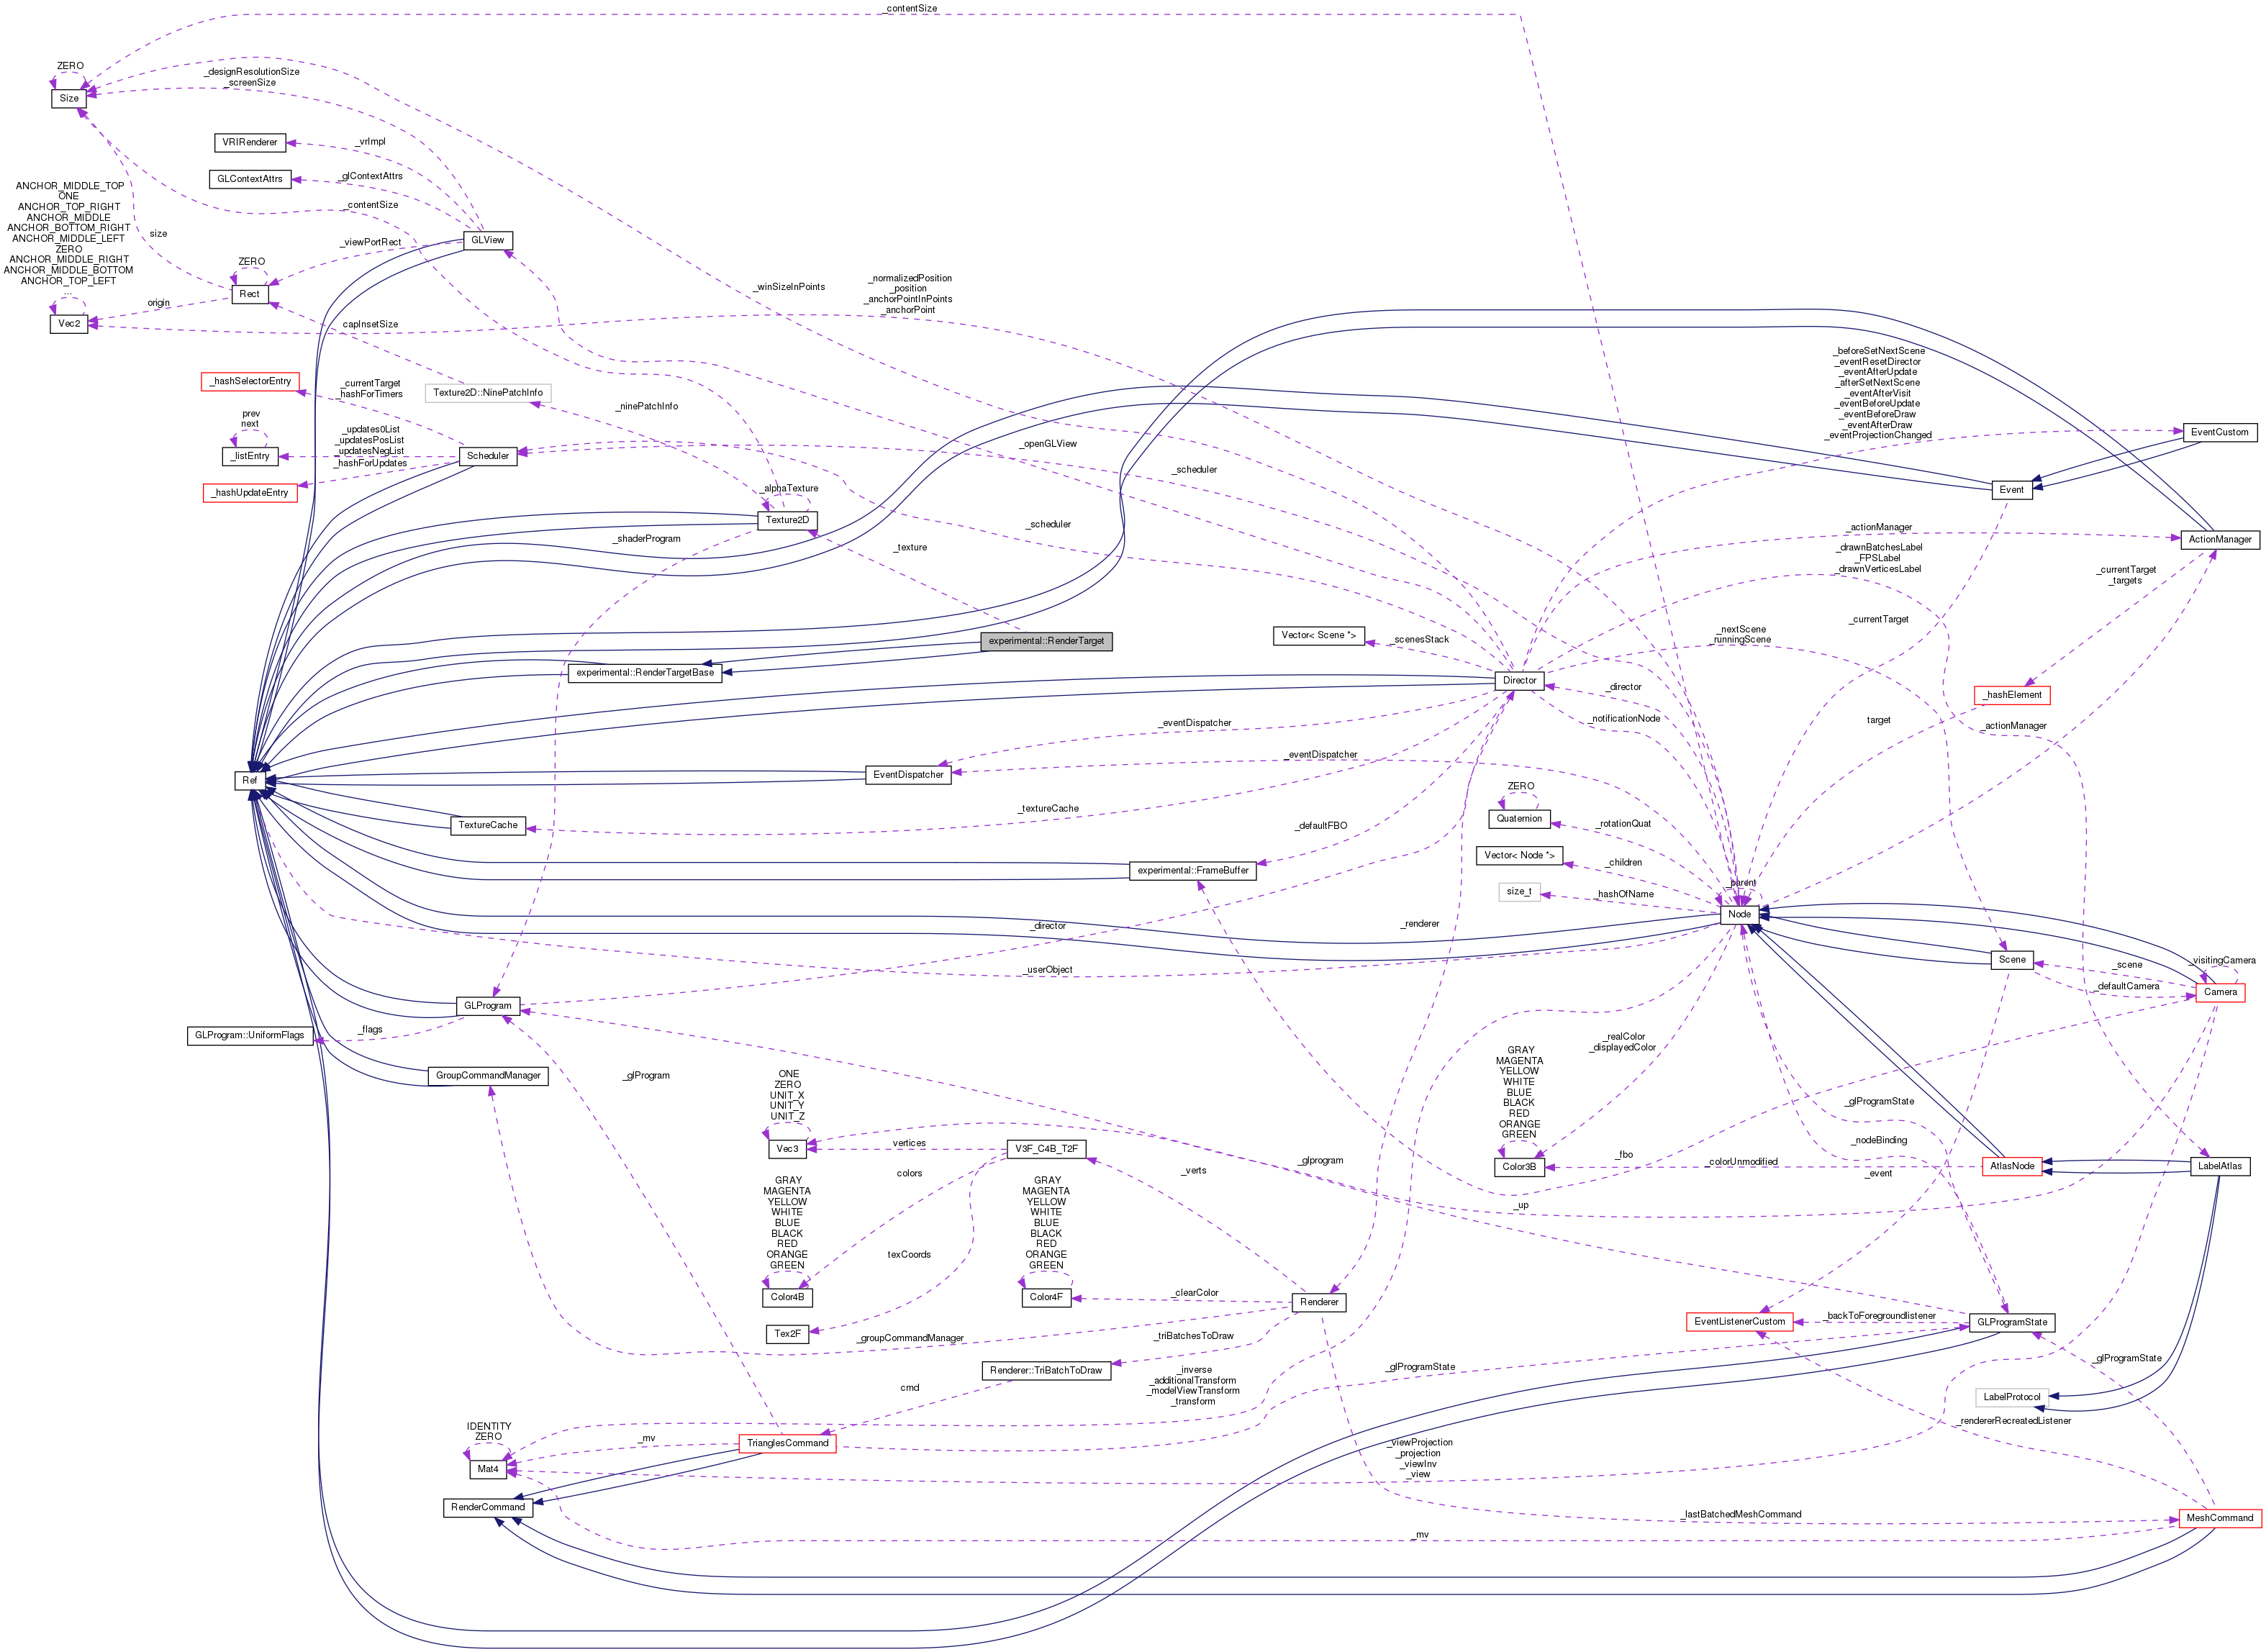 _contentSize
ZERO
Size
_designResolutionSize
_screenSize
VRIRenderer
_vrImpl
GLContextAttrs
_glContextAttrs
ANCHOR_MIDDLE_TOP
ONE
ANCHOR_TOP_RIGHT
ANCHOR_MIDDLE
ANCHOR_BOTTOM_RIGHT
ANCHOR_MIDDLE_LEFT
ZERO
ANCHOR_MIDDLE_RIGHT
ANCHOR_MIDDLE_BOTTOM
ANCHOR_TOP_LEFT
...
Vec2
size
_contentSize
GLView
_viewPortRect
ZERO
Rect
origin
capInsetSize
_winSizeInPoints
_normalizedPosition
_position
_anchorPointInPoints
_anchorPoint
_hashSelectorEntry
_currentTarget
_hashForTimers
Texture2D::NinePatchInfo
_ninePatchInfo
prev
next
_listEntry
_updates0List
_updatesPosList
_updatesNegList
_hashForUpdates
Scheduler
_hashUpdateEntry
_openGLView
_scheduler
_beforeSetNextScene
_eventResetDirector
_eventAfterUpdate
_afterSetNextScene
_eventAfterVisit
_eventBeforeUpdate
_eventBeforeDraw
_eventAfterDraw
_eventProjectionChanged
EventCustom
Event
_alphaTexture
Texture2D
_shaderProgram
_texture
_scheduler
_actionManager
ActionManager
_drawnBatchesLabel
_FPSLabel
_drawnVerticesLabel
_currentTarget
_targets
experimental::RenderTarget
experimental::RenderTargetBase
Vector< Scene *>
_scenesStack
_nextScene
_runningScene
_currentTarget
Director
_director
_notificationNode
_hashElement
target
_actionManager
_eventDispatcher
_eventDispatcher
Ref
EventDispatcher
TextureCache
_textureCache
_defaultFBO
ZERO
Quaternion
_rotationQuat
Vector< Node *>
_children
experimental::FrameBuffer
size_t
_hashOfName
_parent
Node
_director
_renderer
_userObject
Scene
_scene
_visitingCamera
_defaultCamera
Camera
GLProgram
GLProgram::UniformFlags
_flags
GroupCommandManager
_glProgram
_realColor
_displayedColor
GRAY
MAGENTA
YELLOW
WHITE
BLUE
BLACK
RED
ORANGE
GREEN
Color3B
ONE
ZERO
UNIT_X
UNIT_Y
UNIT_Z
Vec3
vertices
V3F_C4B_T2F
colors
_verts
_glprogram
_fbo
_colorUnmodified
_glProgramState
_nodeBinding
_event
AtlasNode
LabelAtlas
_up
GRAY
MAGENTA
YELLOW
WHITE
BLUE
BLACK
RED
ORANGE
GREEN
Color4B
texCoords
GRAY
MAGENTA
YELLOW
WHITE
BLUE
BLACK
RED
ORANGE
GREEN
Color4F
_clearColor
Renderer
Tex2F
_groupCommandManager
_triBatchesToDraw
EventListenerCustom
_backToForegroundlistener
GLProgramState
Renderer::TriBatchToDraw
cmd
_inverse
_additionalTransform
_modelViewTransform
_transform
_glProgramState
_glProgramState
LabelProtocol
_rendererRecreatedListener
IDENTITY
ZERO
Mat4
_mv
TrianglesCommand
_viewProjection
_projection
_viewInv
_view
RenderCommand
_lastBatchedMeshCommand
MeshCommand
_mv